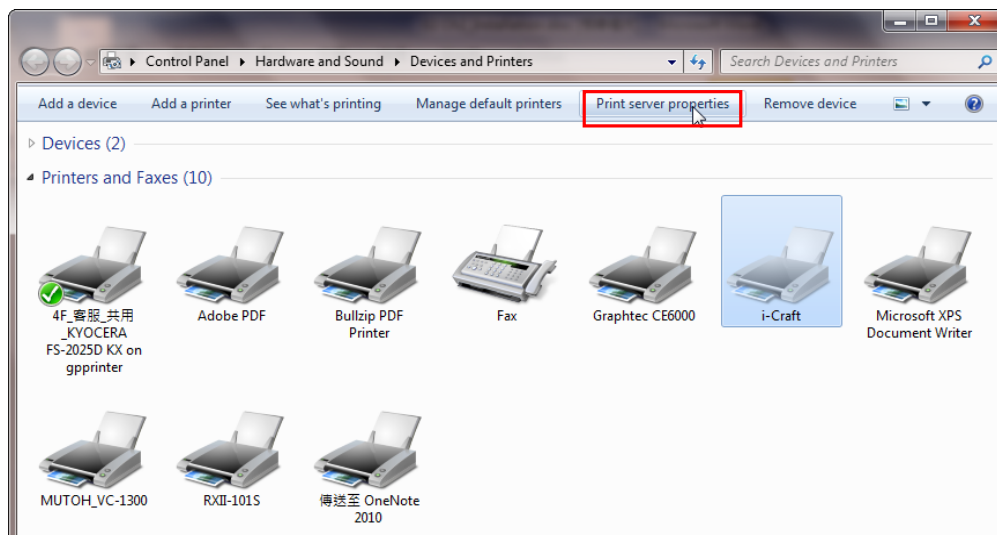 Control Panel ▸ Hardware and Sound ▸ Devices and Printers
Search Devices and Printers
Add a device Add a printer See what's printing Manage default printers Print server properties Remove device
Devices (2)
Printers and Faxes (10)
4F_客服_共用
_KYOCERA
FS-2025D KX on
gpprinter
Adobe PDF
Bullzip PDF
Printer
Fax
Graphtec CE6000
i-Craft
Microsoft XPS
Document Writer
MUTOH_VC-1300
RXII-101S
傳送至 OneNote
2010